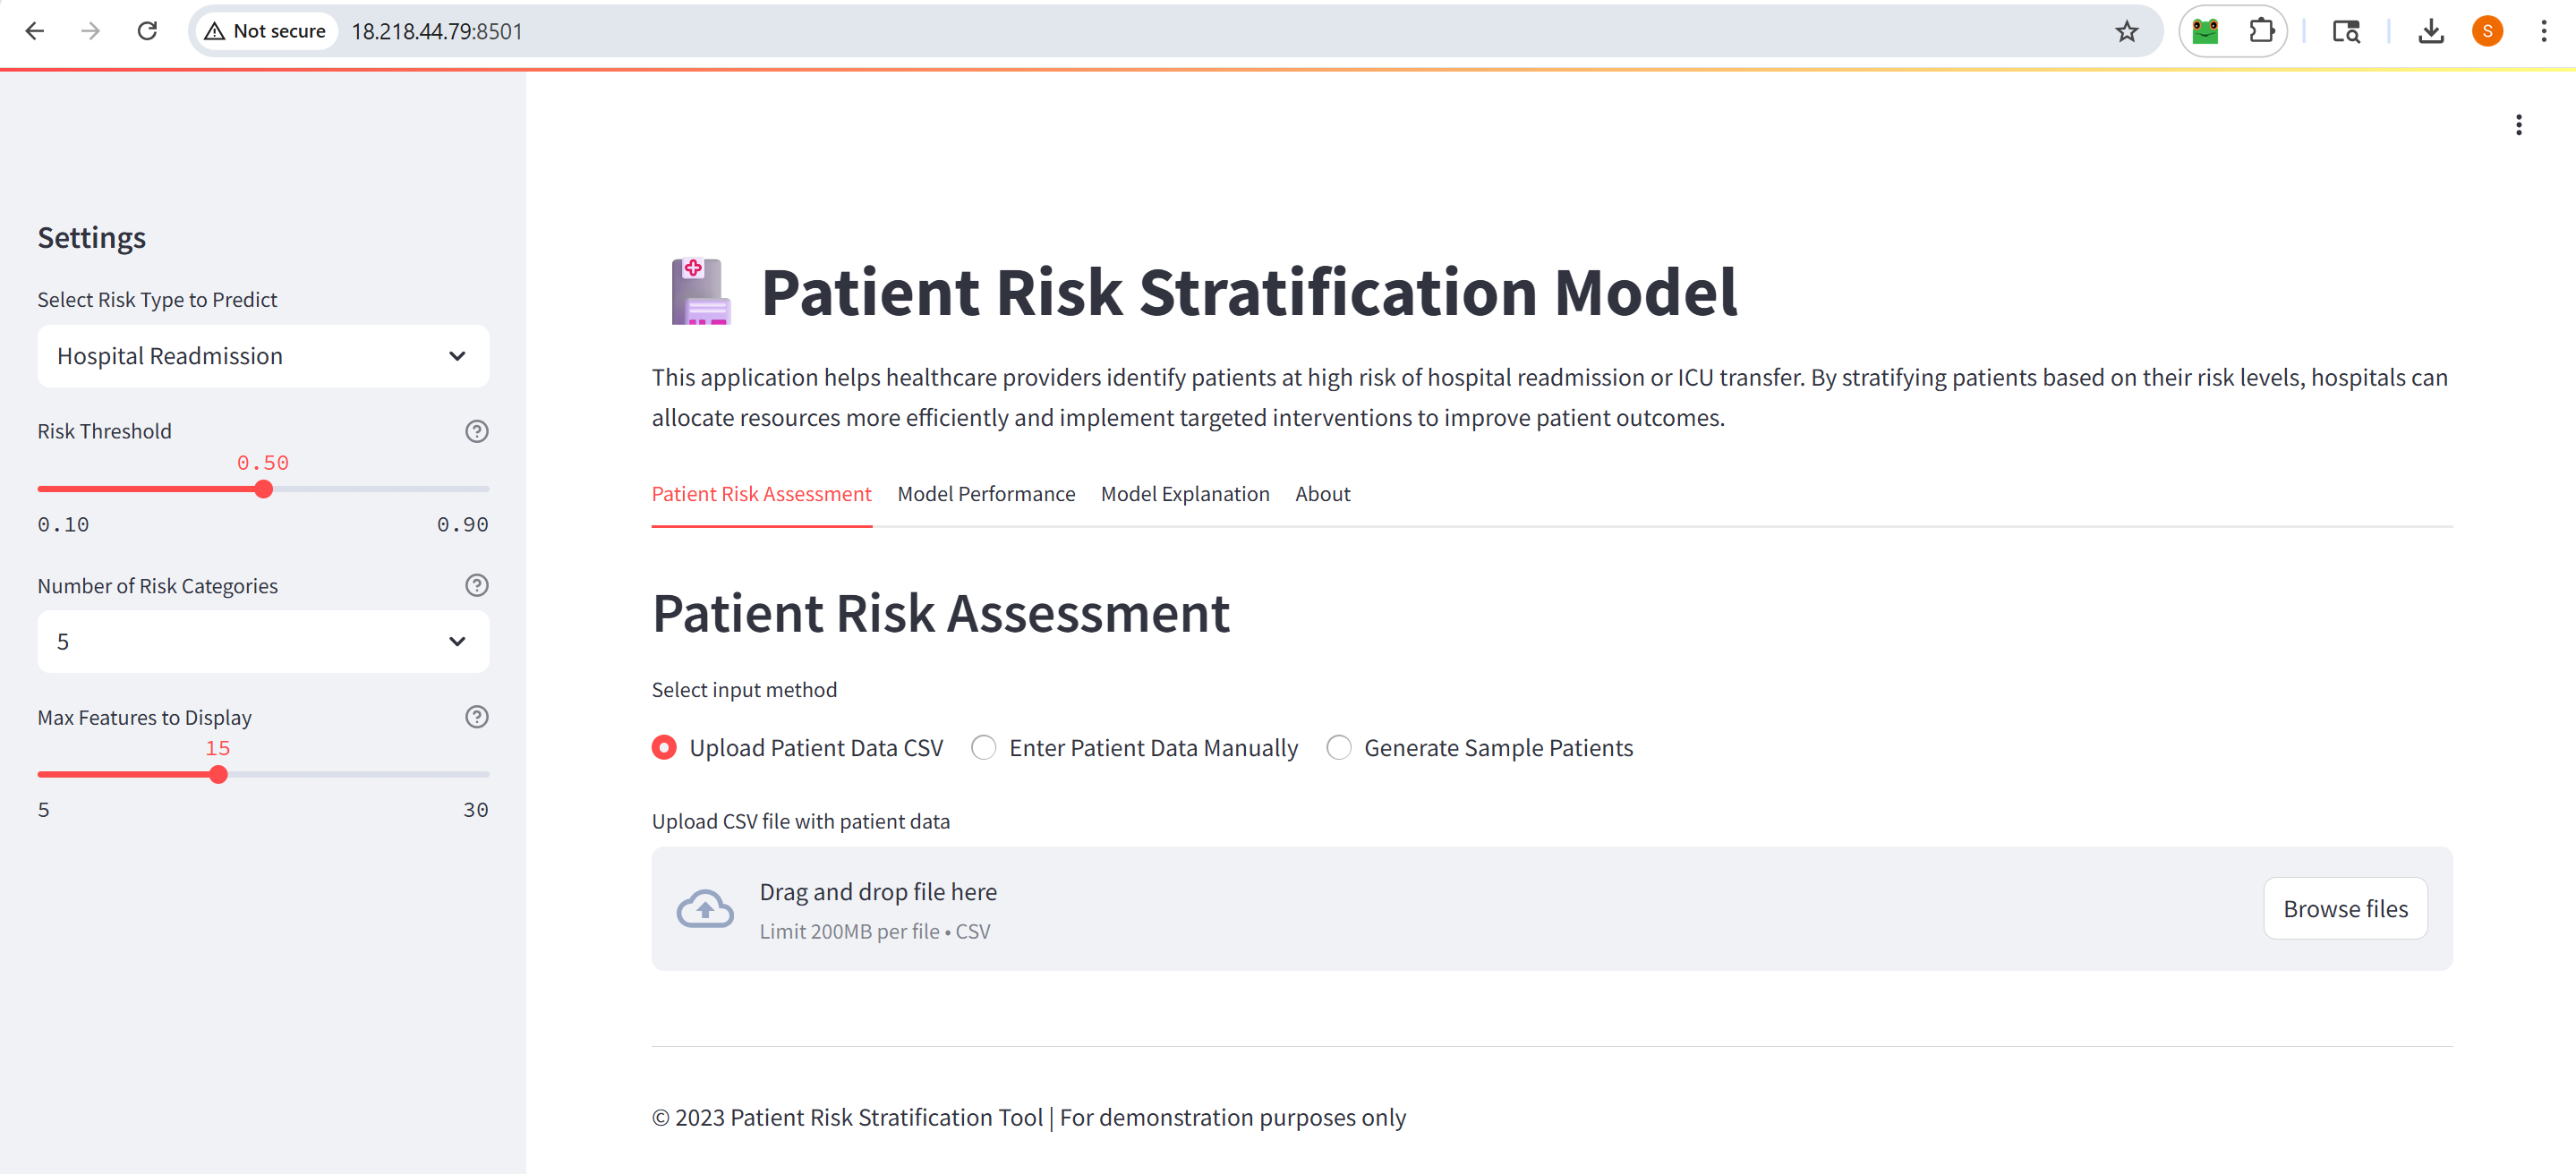 Not secure 18.218.44.79:8501
S
Settings
Select Risk Type to Predict
Hospital Readmission
Risk Threshold
0.50
0.10 0.90
Number of Risk Categories
5
Max Features to Display
15
5 30
Patient Risk Stratification Model
This application helps healthcare providers identify patients at high risk of hospital readmission or ICU transfer. By stratifying patients based on their risk levels, hospitals can
allocate resources more efficiently and implement targeted interventions to improve patient outcomes.
Patient Risk Assessment Model Performance Model Explanation About
Patient Risk Assessment
Select input method
Upload Patient Data CSV Enter Patient Data Manually Generate Sample Patients
Upload CSV file with patient data
Drag and drop file here
Limit 200MB per file • CSV
Browse files
© 2023 Patient Risk Stratification Tool | For demonstration purposes only